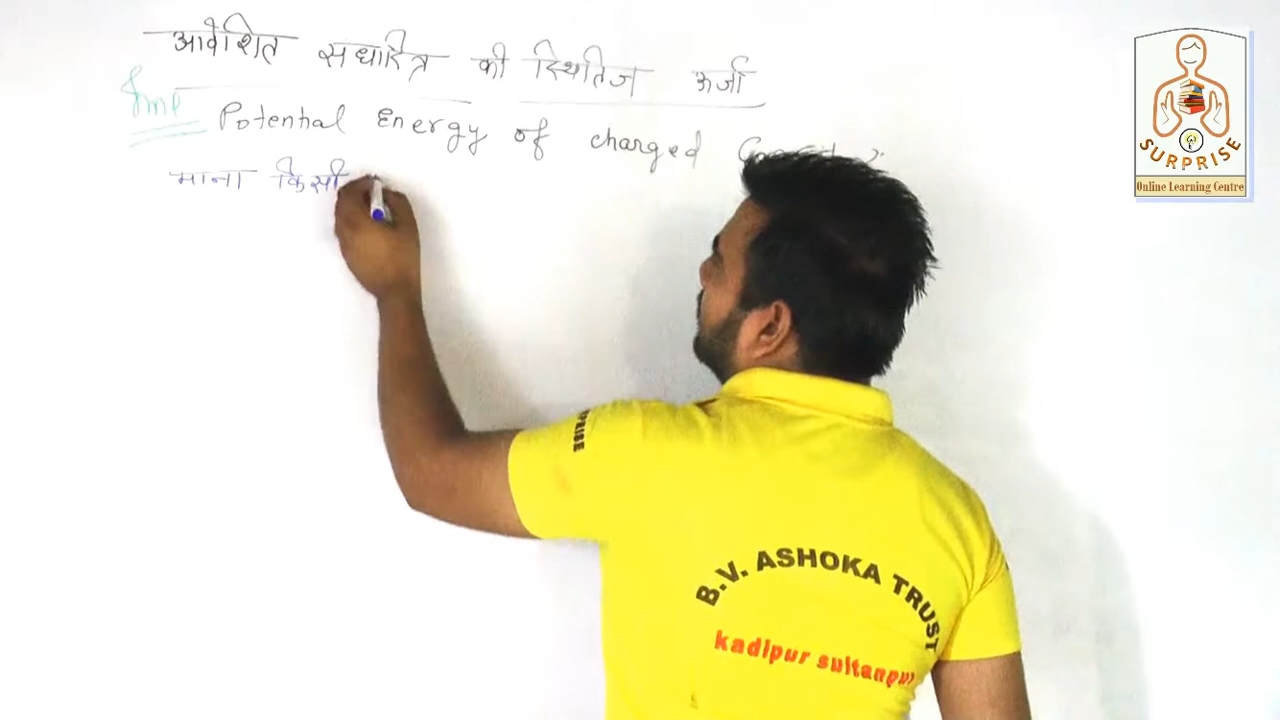 आवेशित संधारित्र की स्थितिज ऊर्जा
Imp Potential Energy of charged
माना किसी
SURPRISE
Online Learning Centre
B.V. ASHOKA TRUST
kadipur sultanpur